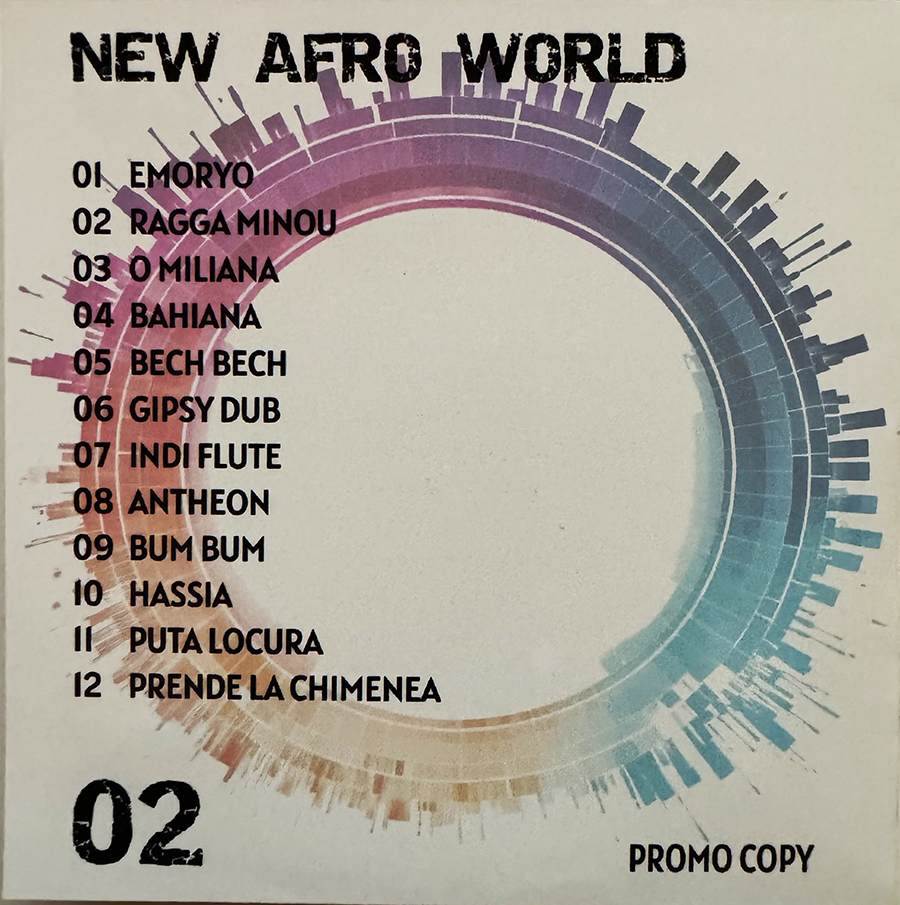 NEW AFRO WORLD
01 EMORYO
02 RAGGA MINOU
03 O MILIANA
04 BAHIANA
05 BECH BECH
06 GIPSY DUB
07 INDI FLUTE
08 ANTHEON
09 BUM BUM
10 HASSIA
11 PUTA LOCURA
12 PRENDE LA CHIMENEA
02
PROMO COPY